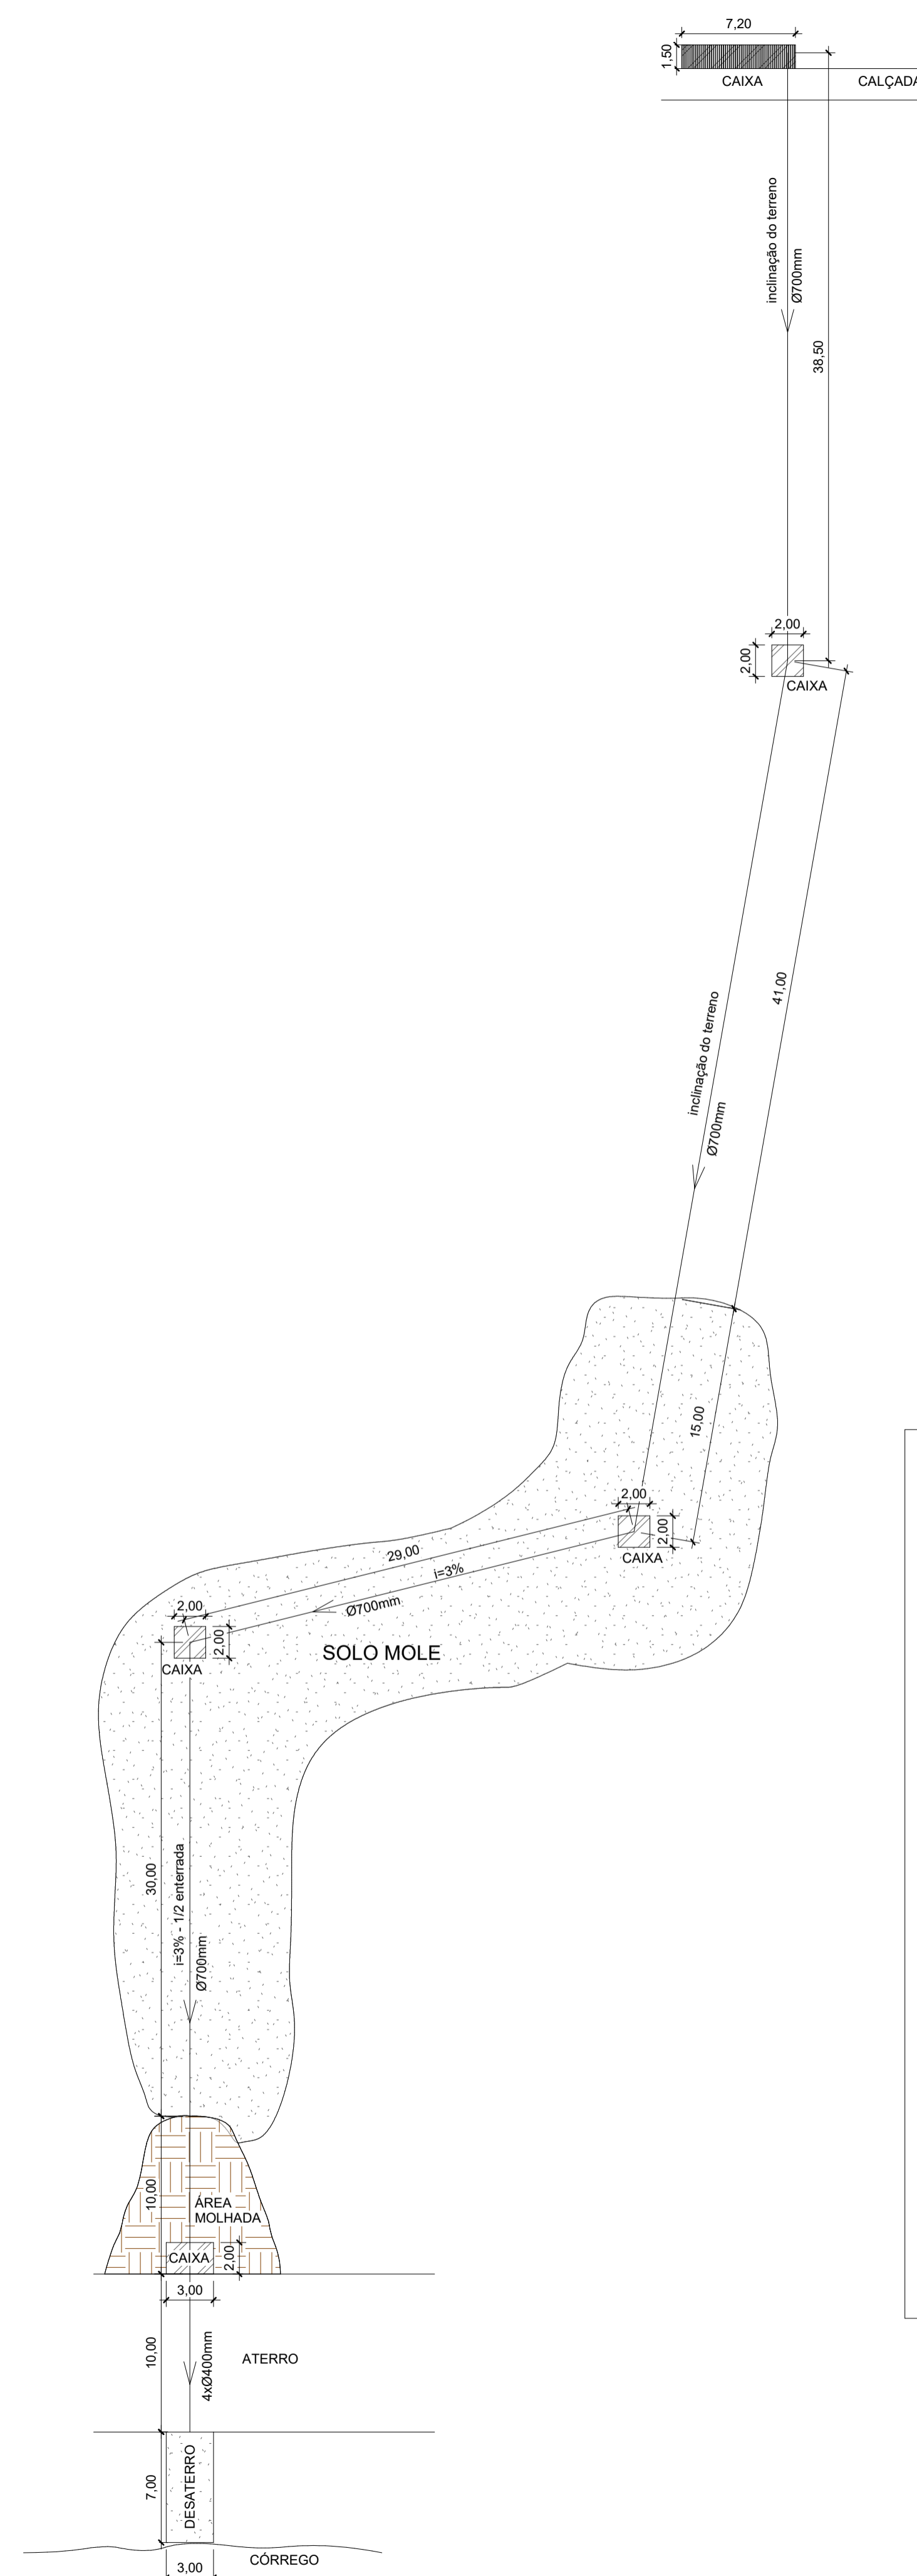 7,20
1,50
CAIXA
CALÇADA
inclinação do terreno
Ø700mm
38,50
2,00
2,00
CAIXA
inclinação do terreno
Ø700mm
41,00
15,00
2,00
2,00
CAIXA
29,00
i=3%
Ø700mm
2,00
2,00
CAIXA
SOLO MOLE
30,00
i=3% - 1/2 enterrada
Ø700mm
10,00
ÁREA
MOLHADA
CAIXA
2,00
3,00
10,00
4xØ400mm
ATERRO
7,00
DESATERRO
CÓRREGO
3,00